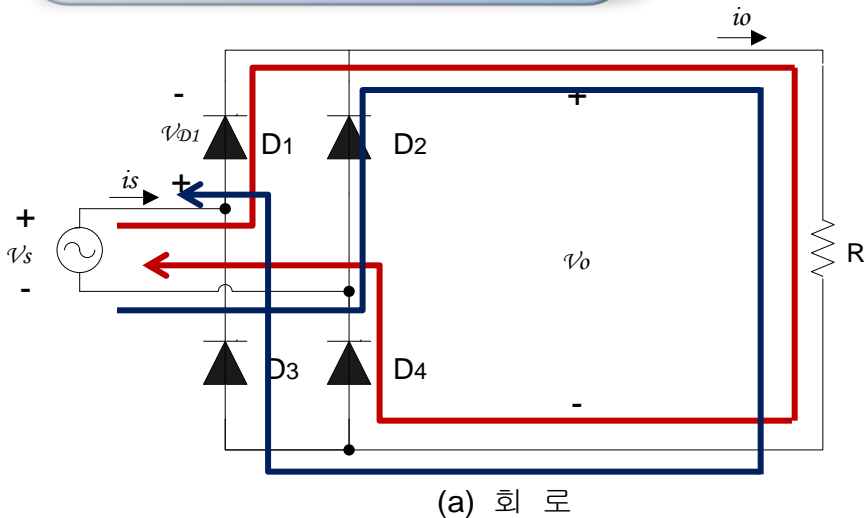 io
-
+
VD1
D1
D2
is
+
+
Vs
-
Vo
R
D3
D4
-
(a) 회 로